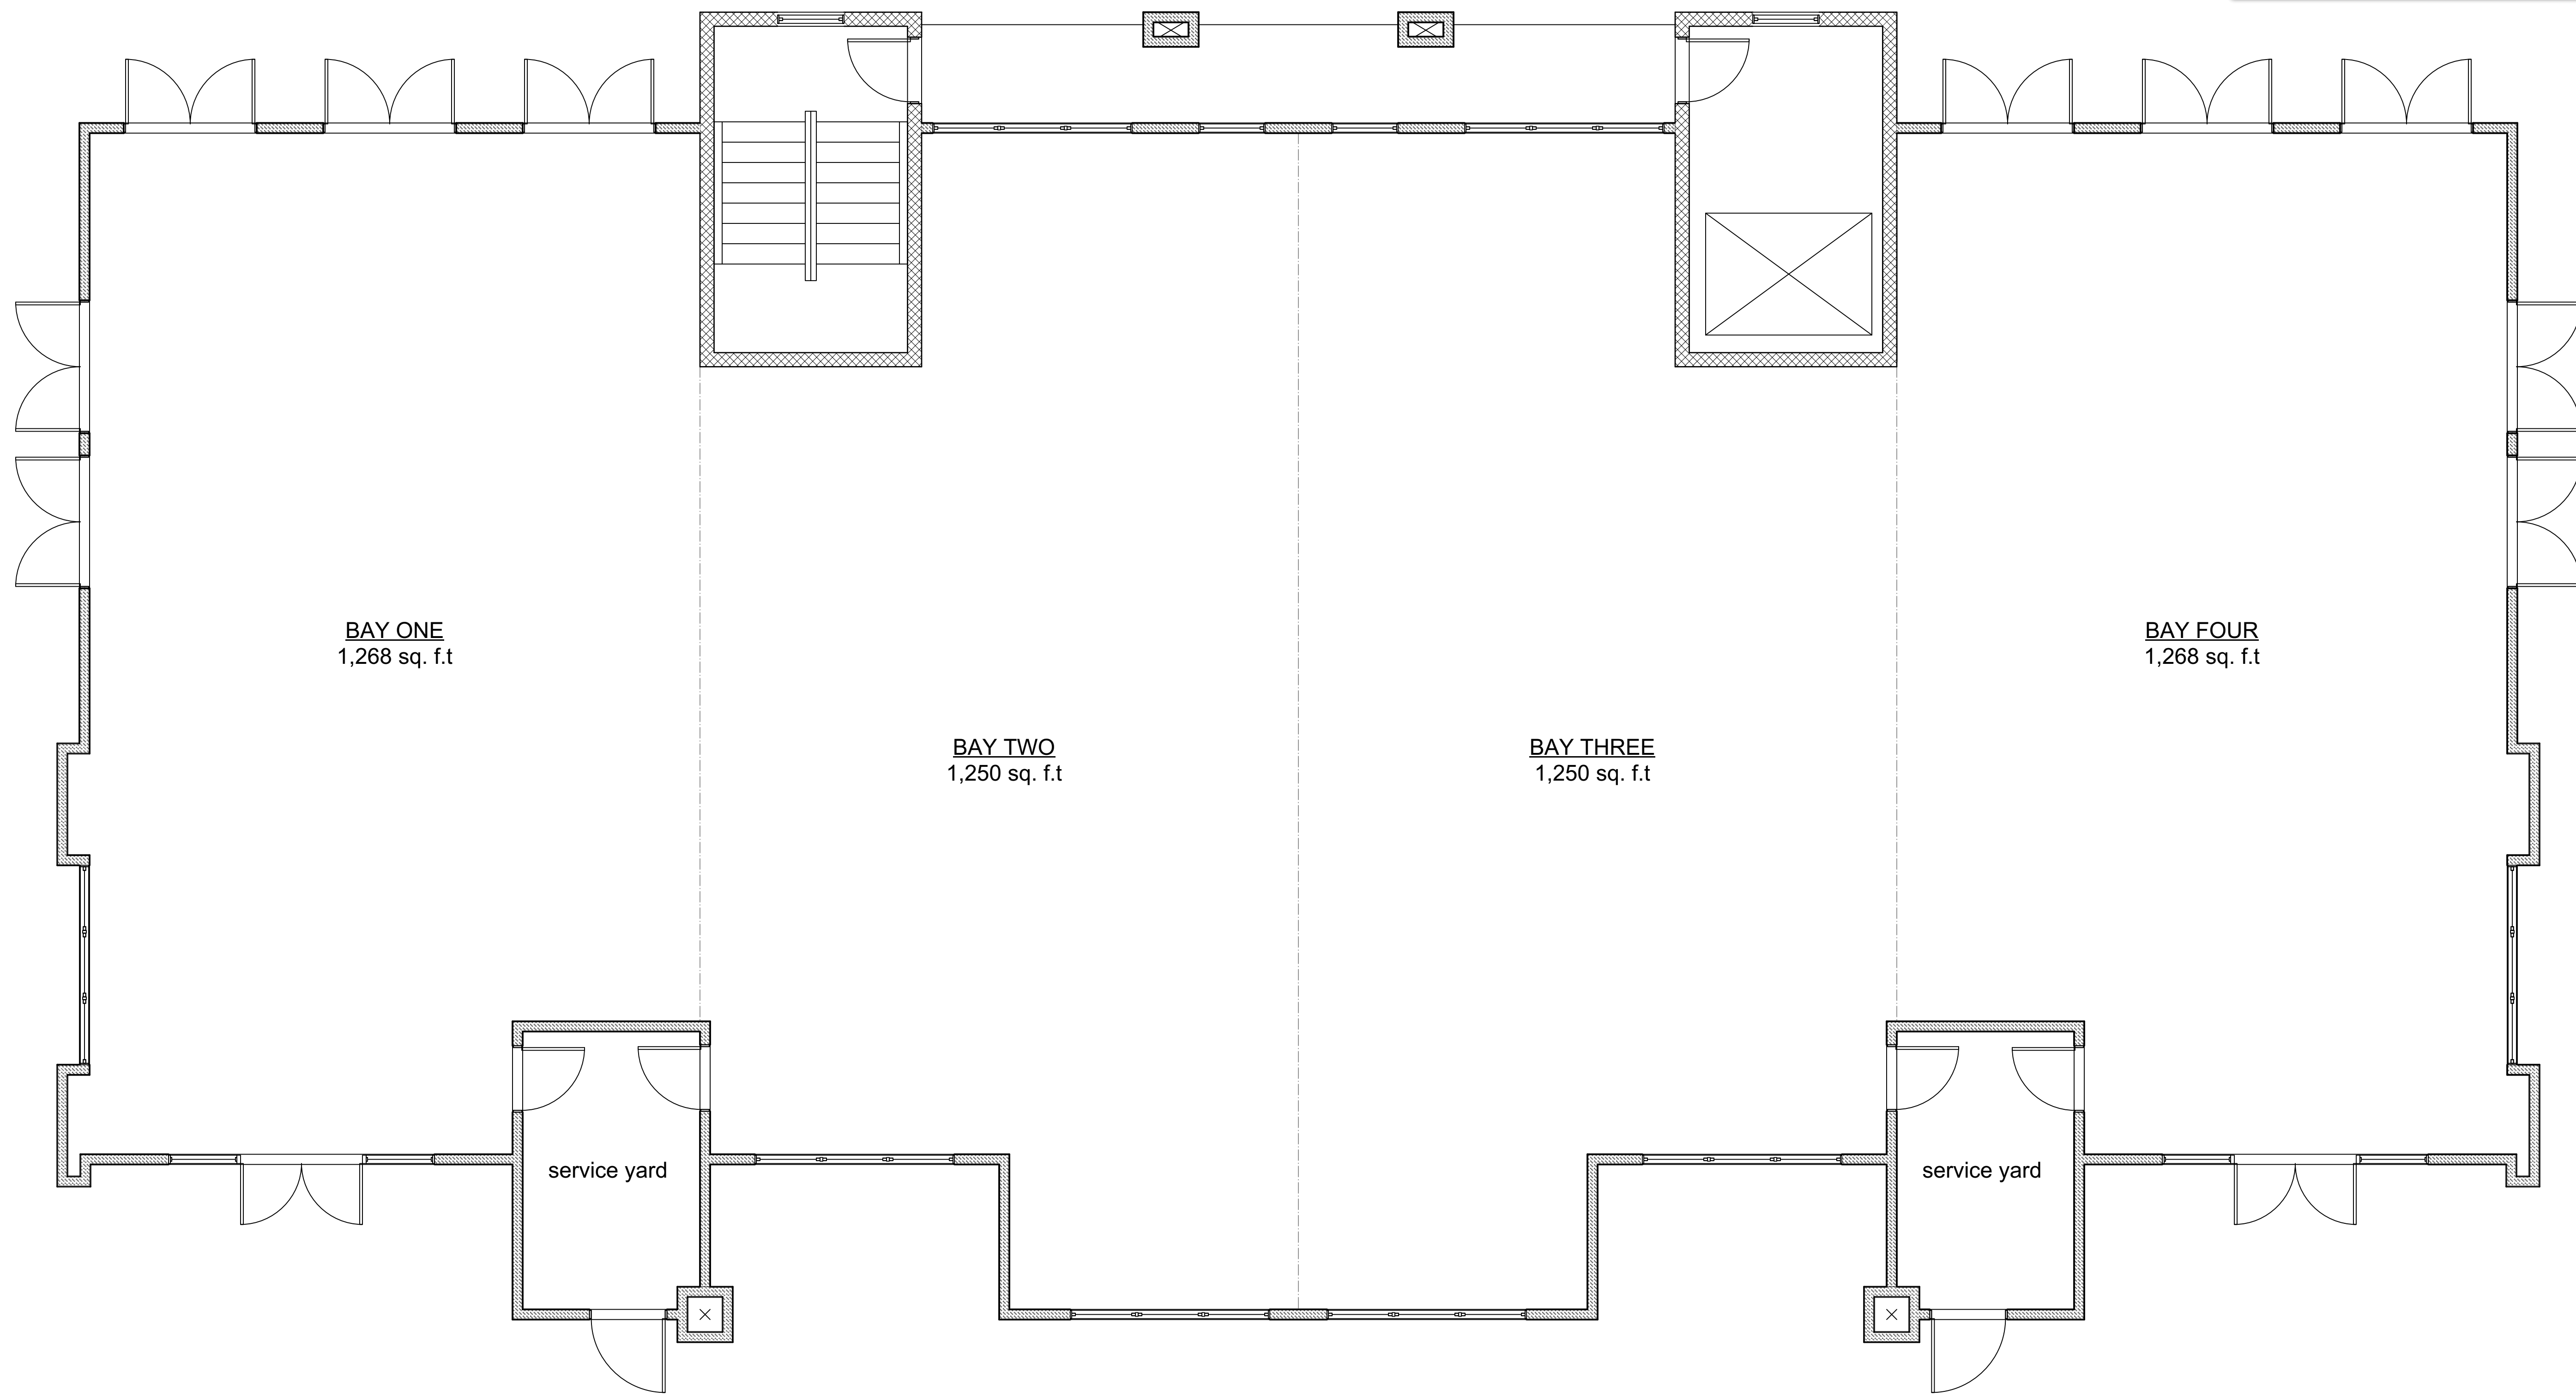 BAY ONE
1,268 sq. f.t
BAY FOUR
1,268 sq. f.t
BAY TWO
1,250 sq. f.t
BAY THREE
1,250 sq. f.t
service yard
service yard